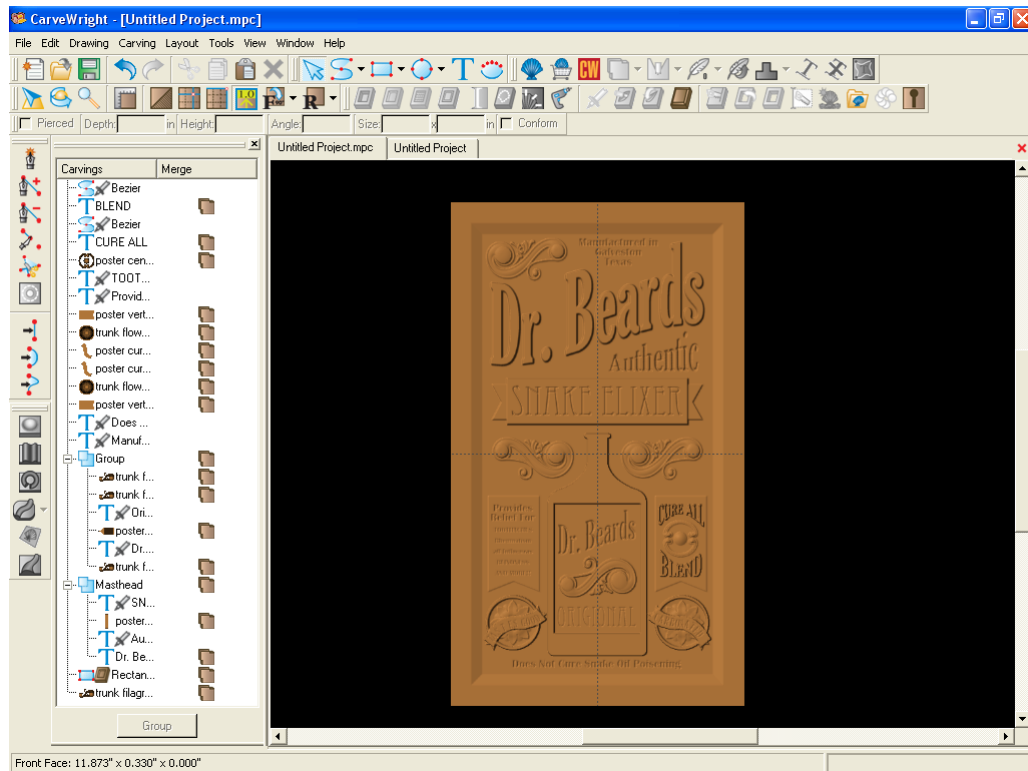 CarveWright - [Untitled Project.mpc]
File Edit Drawing Carving Layout Tools View Window Help
CW
1.0
F R
Pierced Depth: in Height: Angle: Size: x in Conform
Untitled Project.mpc Untitled Project
Carvings Merge
Bezier
BLEND
Bezier
CURE ALL
poster cen...
TOOT...
Provid...
poster vert...
trunk flow...
poster cur...
poster cur...
trunk flow...
poster vert...
Does ...
Manuf...
Group
trunk f...
trunk f...
Ori...
poster...
Dr....
trunk f...
Masthead
SN...
poster...
Au...
Dr. Be...
Rectan...
trunk filagr...
Group
Manufactured in
Galveston
Texas
Dr. Beards
Authentic
SNAKE ELIXER
Provides
Relief For
Dr. Beards
ORIGIONAL
CURE ALL
BLEND
Does Not Cure Snake Oil Poisening
Front Face: 11.873" x 0.330" x 0.000"